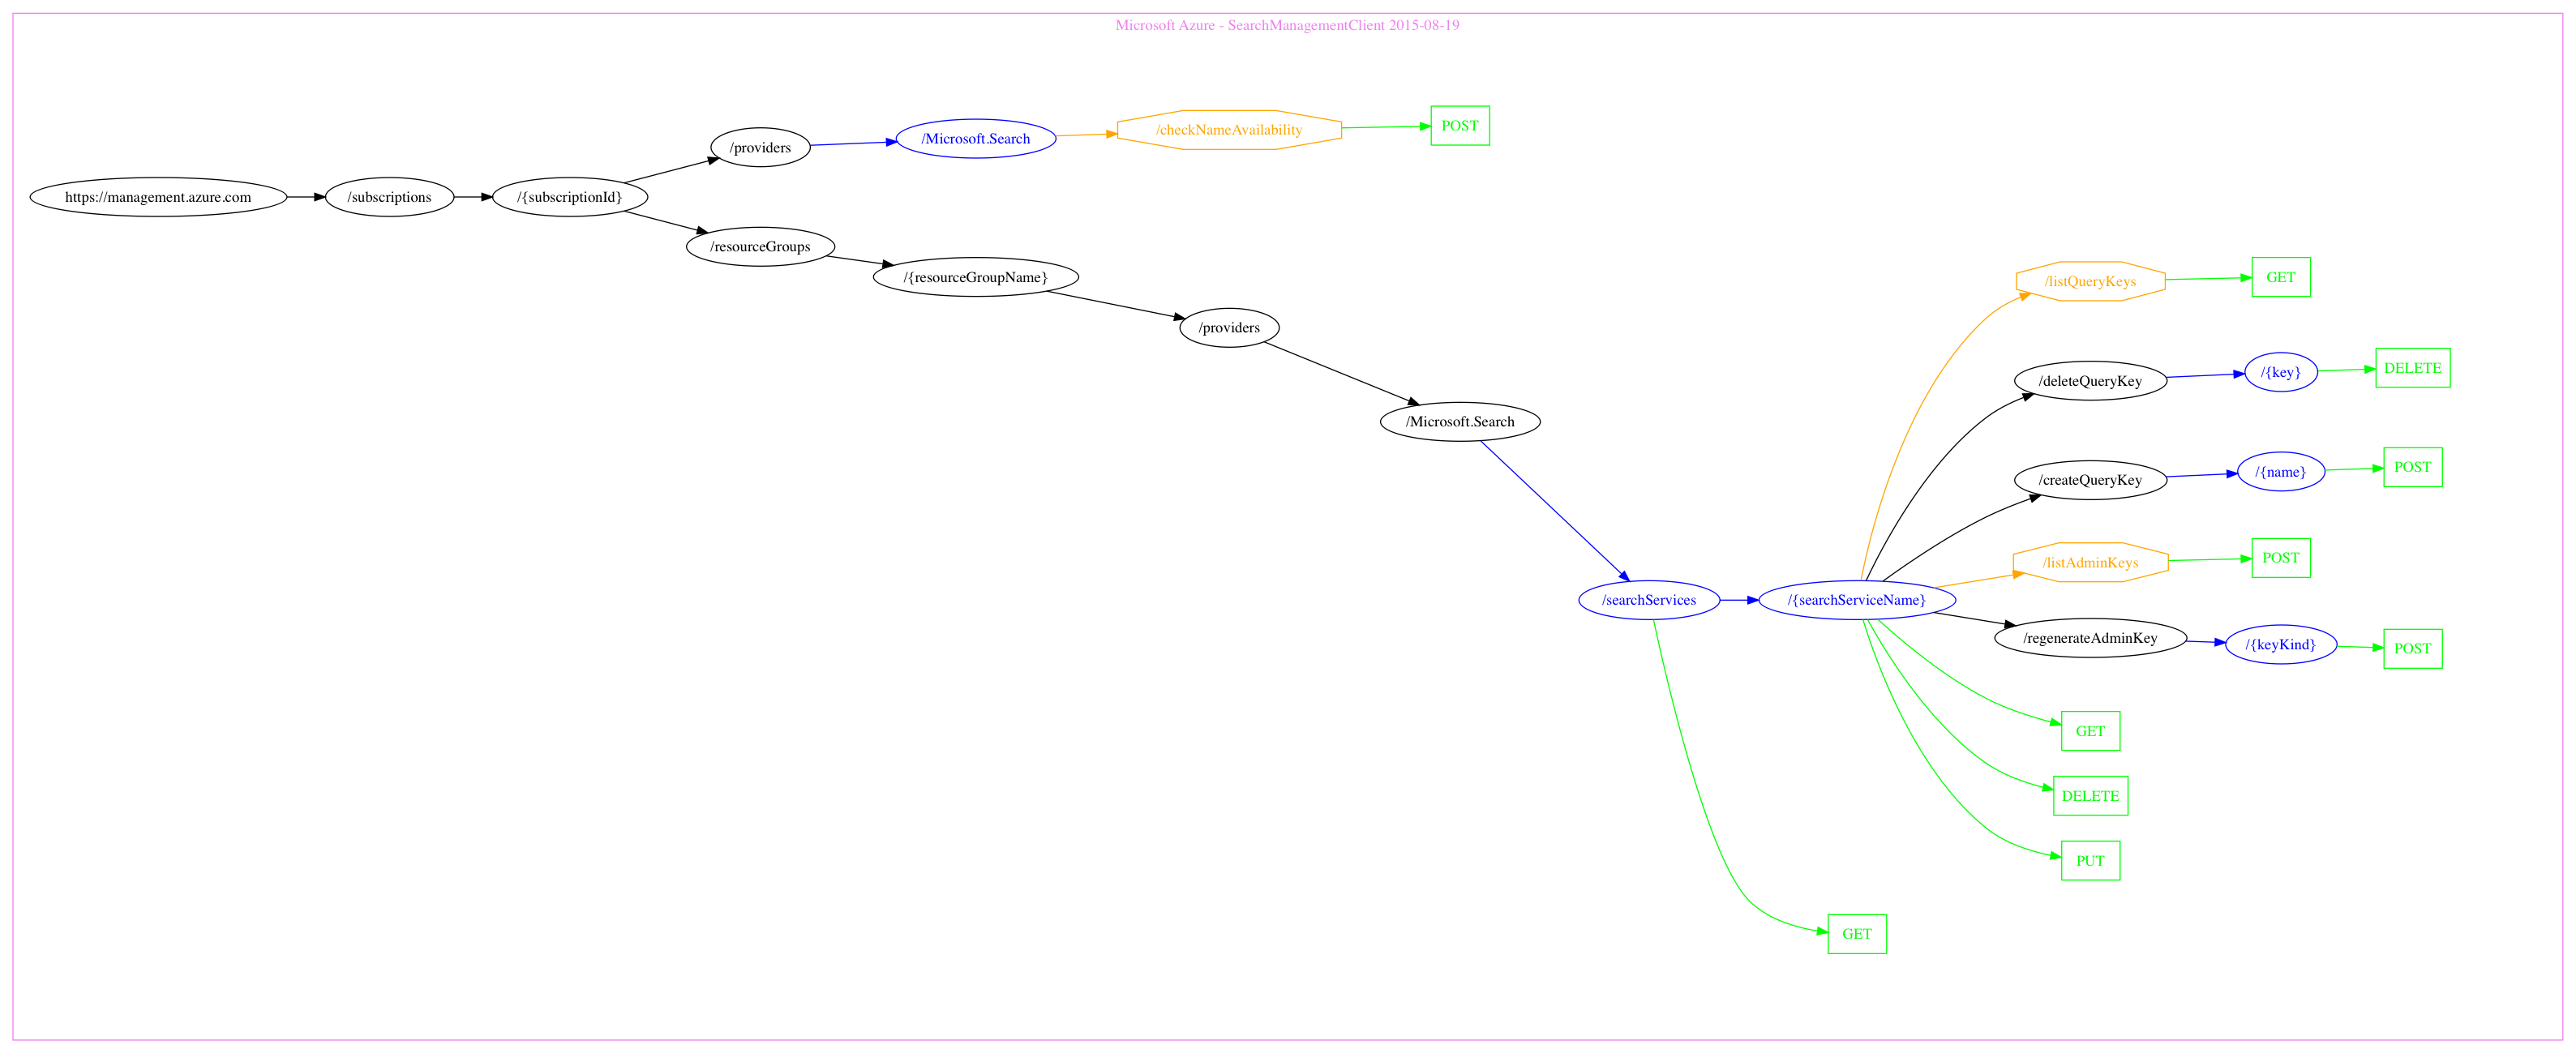 Microsoft Azure - SearchManagementClient 2015-08-19
https://management.azure.com
/subscriptions
/{subscriptionId}
/providers
/Microsoft.Search
/checkNameAvailability
POST
/resourceGroups
/{resourceGroupName}
/providers
/Microsoft.Search
/searchServices
/{searchServiceName}
/listQueryKeys
GET
/deleteQueryKey
/{key}
DELETE
/createQueryKey
/{name}
POST
/listAdminKeys
POST
/regenerateAdminKey
/{keyKind}
POST
GET
DELETE
PUT
GET